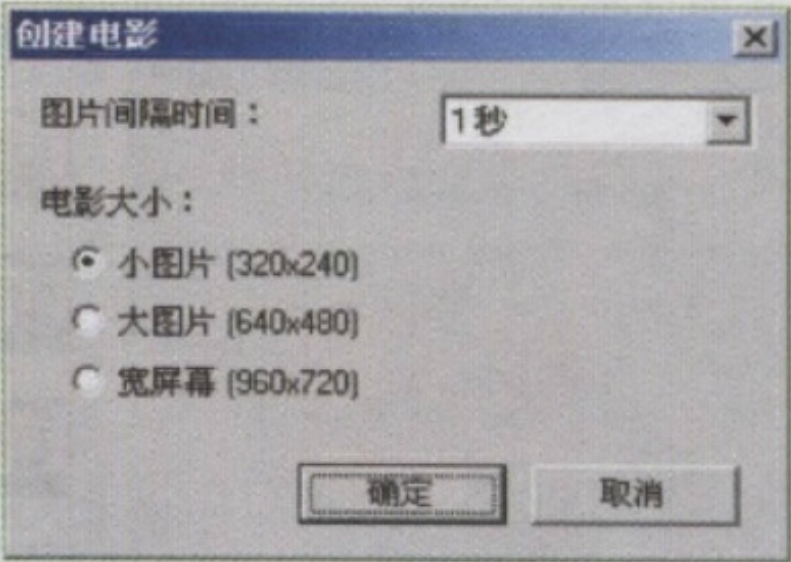 创建电影
图片间隔时间： 1秒
电影大小：
小图片 (320x240)
大图片 (640x480)
宽屏幕 (960x720)
确定 取消